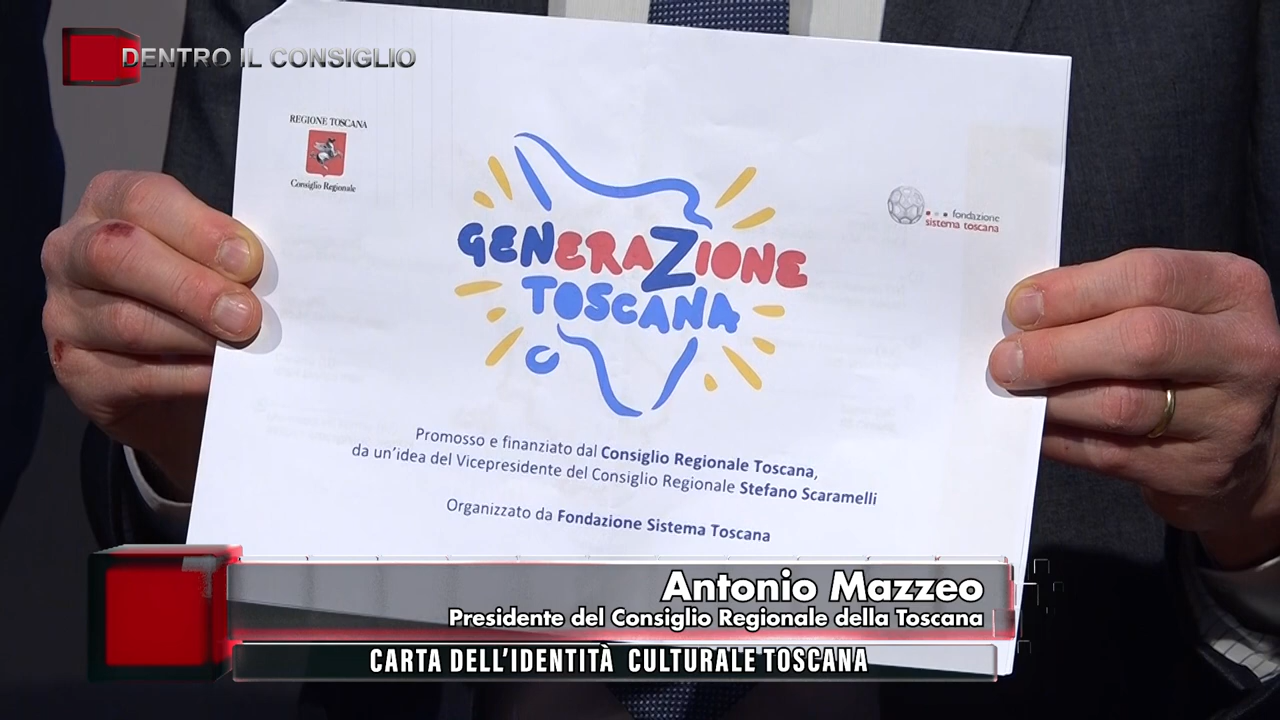 DENTRO IL CONSIGLIO
REGIONE TOSCANA
Consiglio Regionale
fondazione
sistema toscana
GENERAZIONE
TOSCANA
Promosso e finanziato dal Consiglio Regionale Toscana,
da un'idea del Vicepresidente del Consiglio Regionale Stefano Scaramelli
Organizzato da Fondazione Sistema Toscana
Antonio Mazzeo
Presidente del Consiglio Regionale della Toscana
CARTA DELL'IDENTITÀ CULTURALE TOSCANA